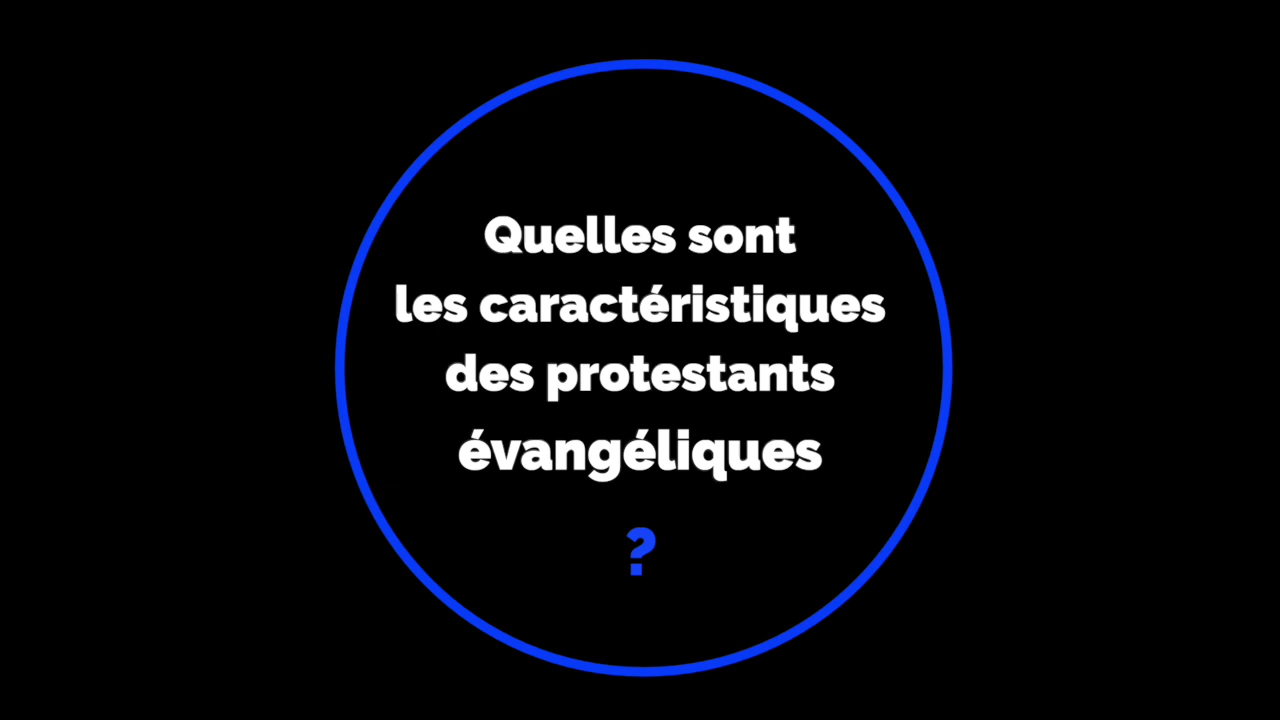 Quelles sont
les caractéristiques
des protestants
évangéliques
?